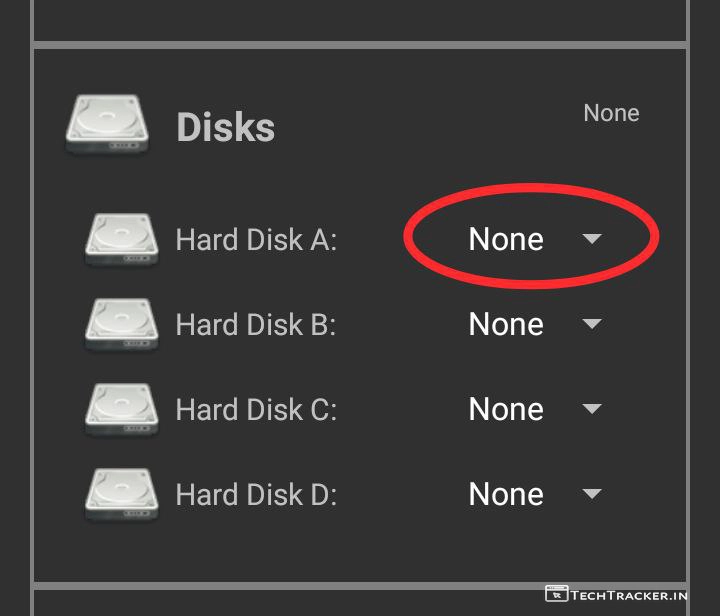 Disks
None
Hard Disk A:
None
Hard Disk B:
None
Hard Disk C:
None
Hard Disk D:
None
TechTracker.in